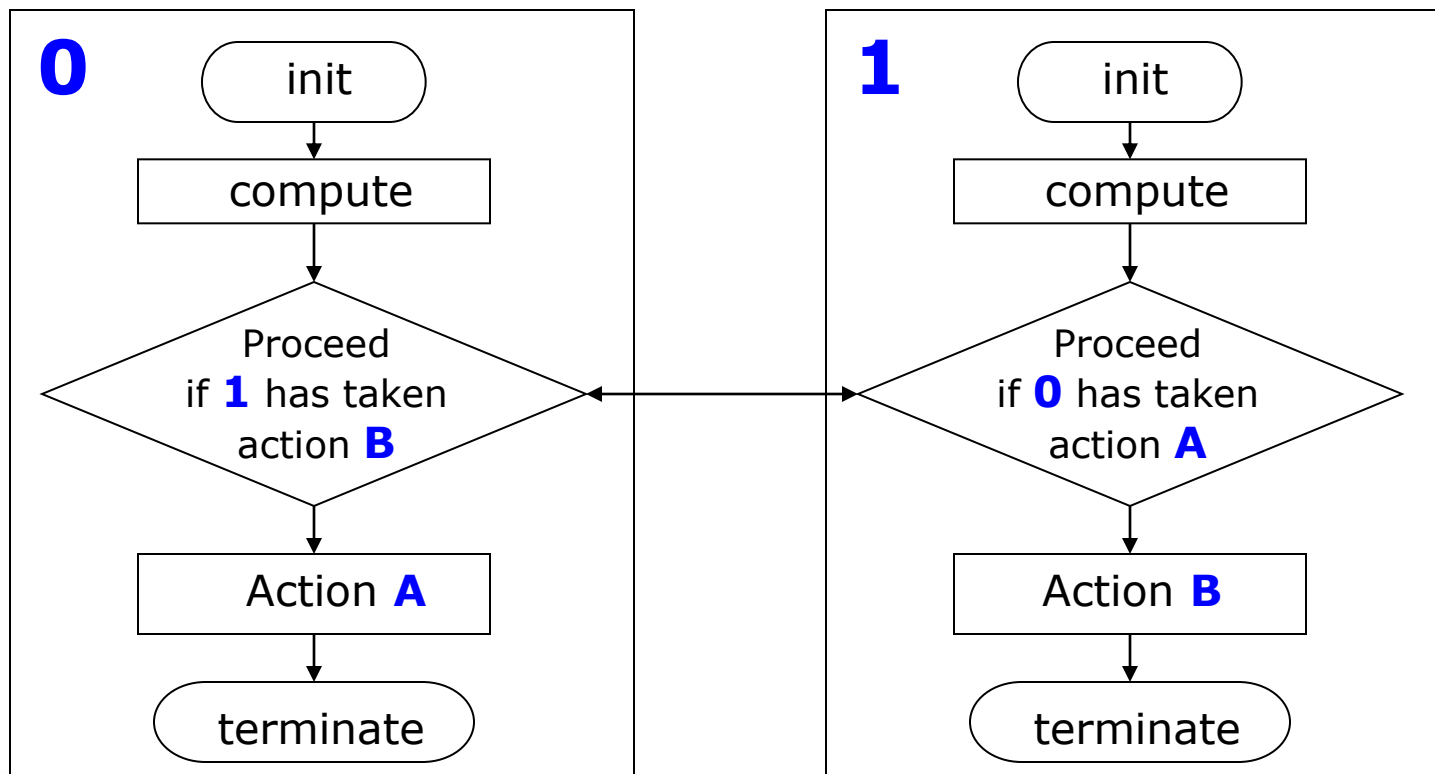 0
init
compute
Proceed
if 1 has taken
action B
Action A
terminate
1
init
compute
Proceed
if 0 has taken
action A
Action B
terminate